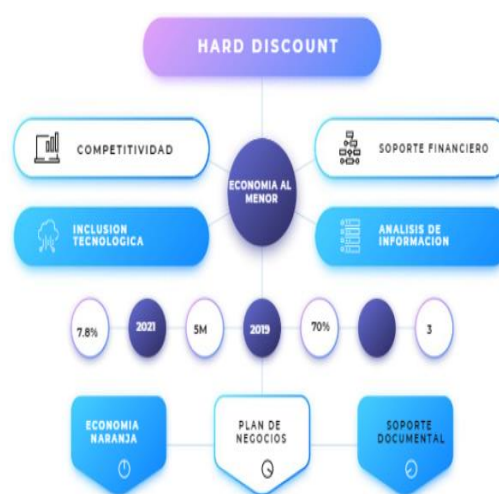 HARD DISCOUNT
COMPETITIVIDAD
SOPORTE FINANCIERO
ECONOMIA AL
MENOR
INCLUSION
TECNOLOGICA
ANALISIS DE
INFORMACION
7.8%
2021
5M
2019
70%
3
ECONOMIA
NARANJA
PLAN DE
NEGOCIOS
SOPORTE
DOCUMENTAL